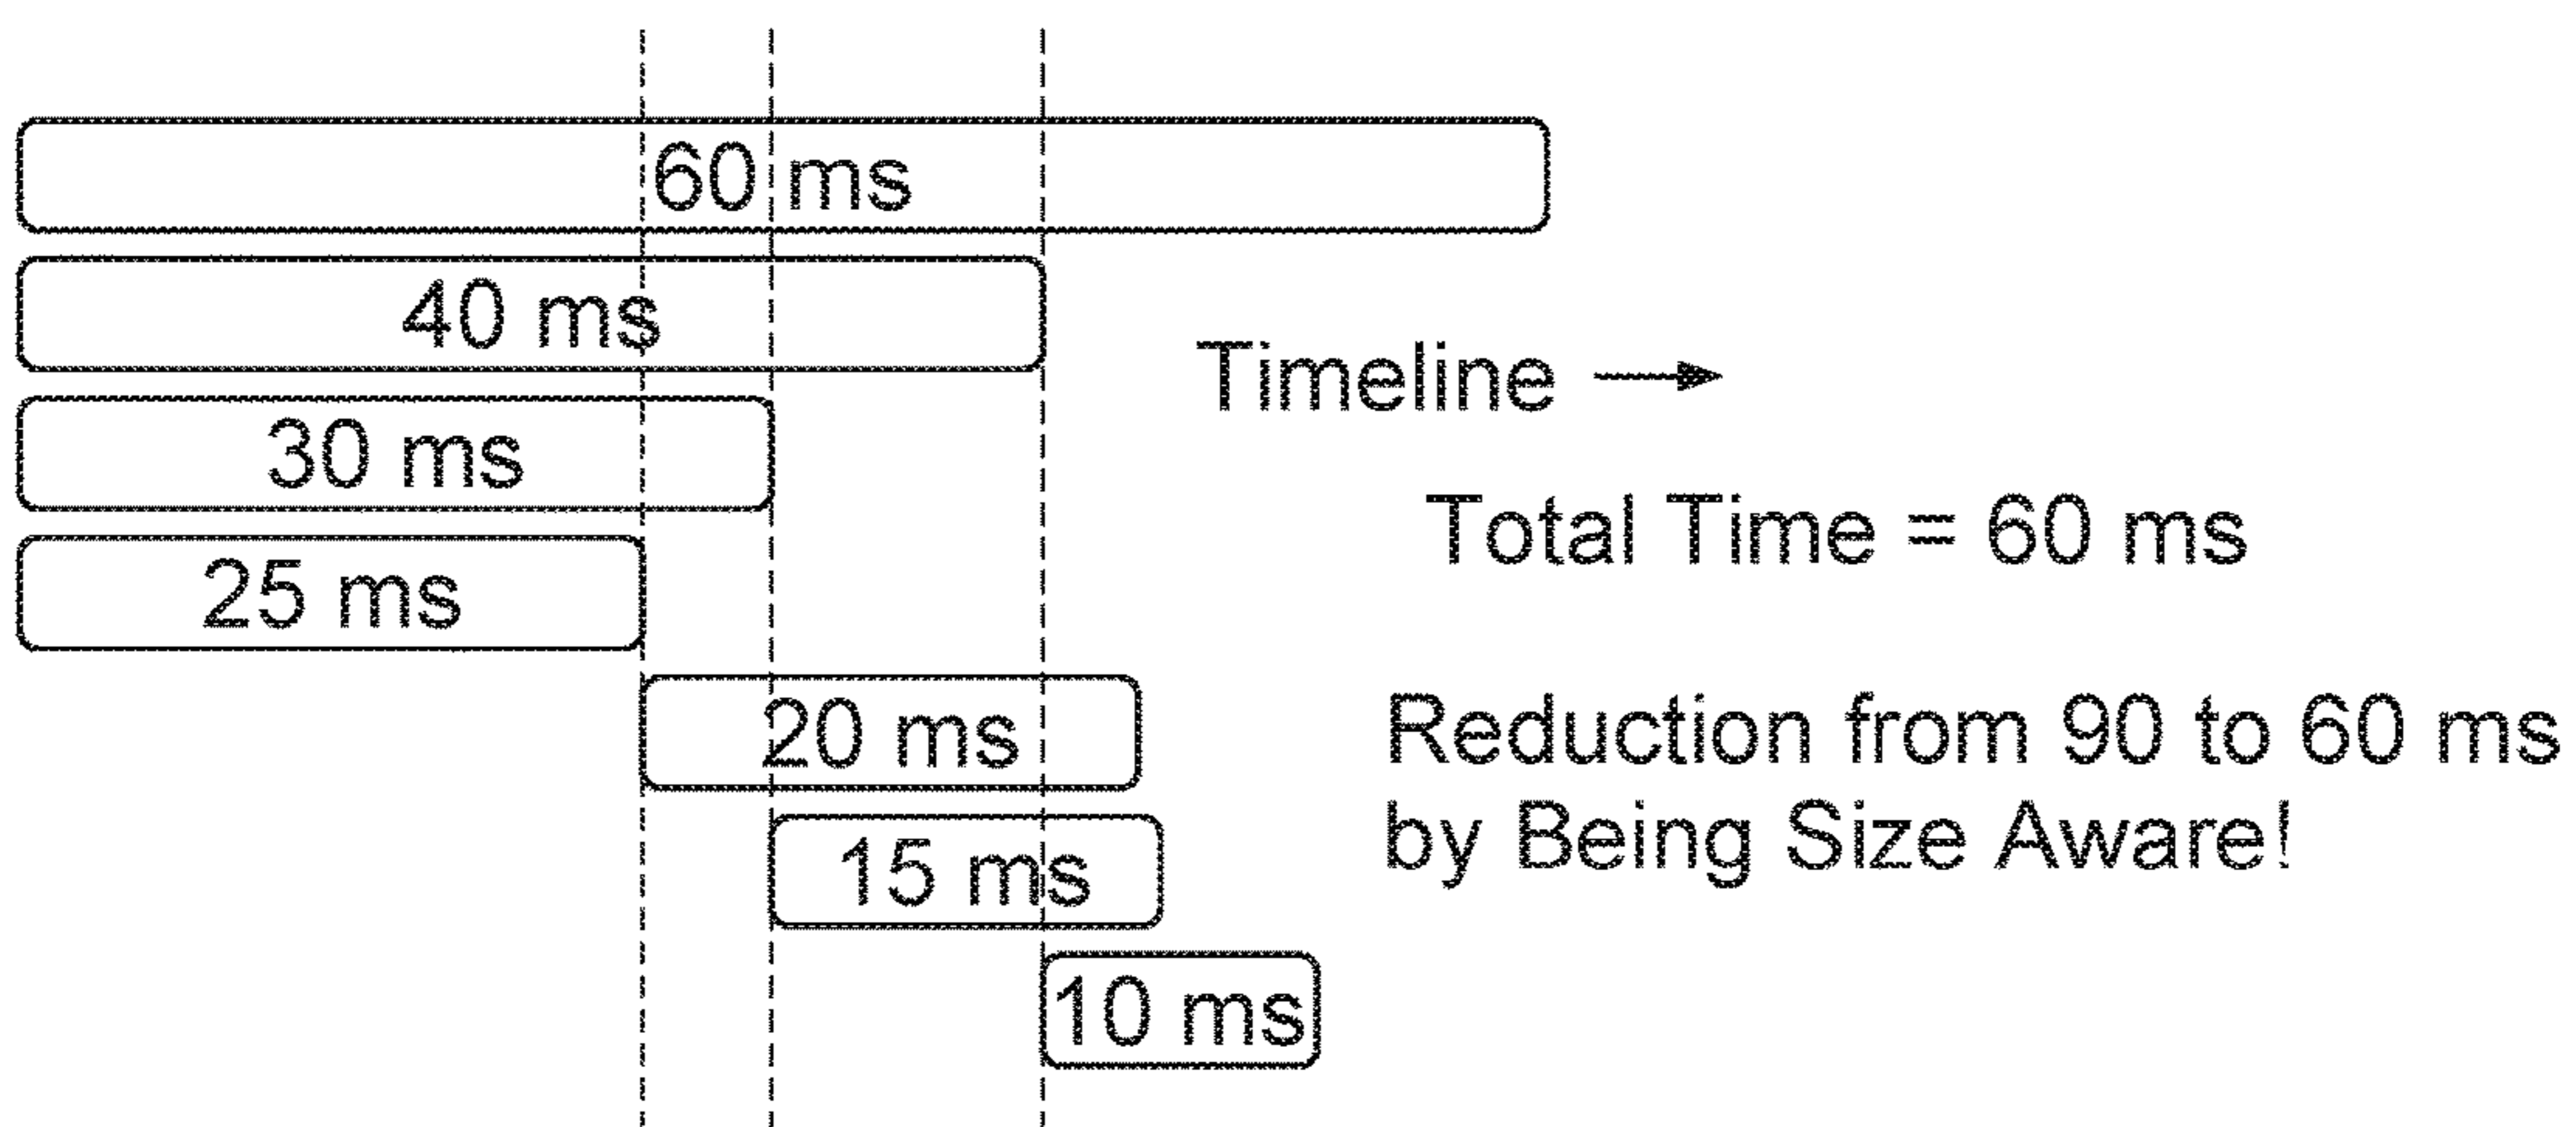 60 ms
40 ms
Timeline
30 ms
Total Time = 60 ms
25 ms
20 ms
Reduction from 90 to 60 ms
by Being Size Aware!
15 ms
10 ms